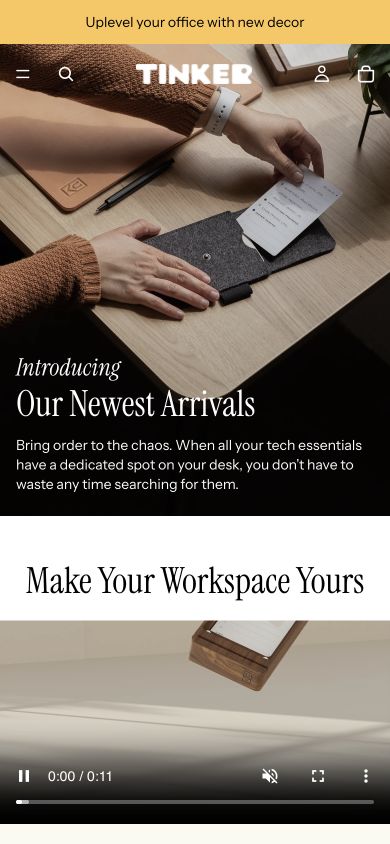 Uplevel your office with new decor
TINKER
Introducing
Our Newest Arrivals
Bring order to the chaos. When all your tech essentials
have a dedicated spot on your desk, you don't have to
waste any time searching for them.
Make Your Workspace Yours
0:00 / 0:11